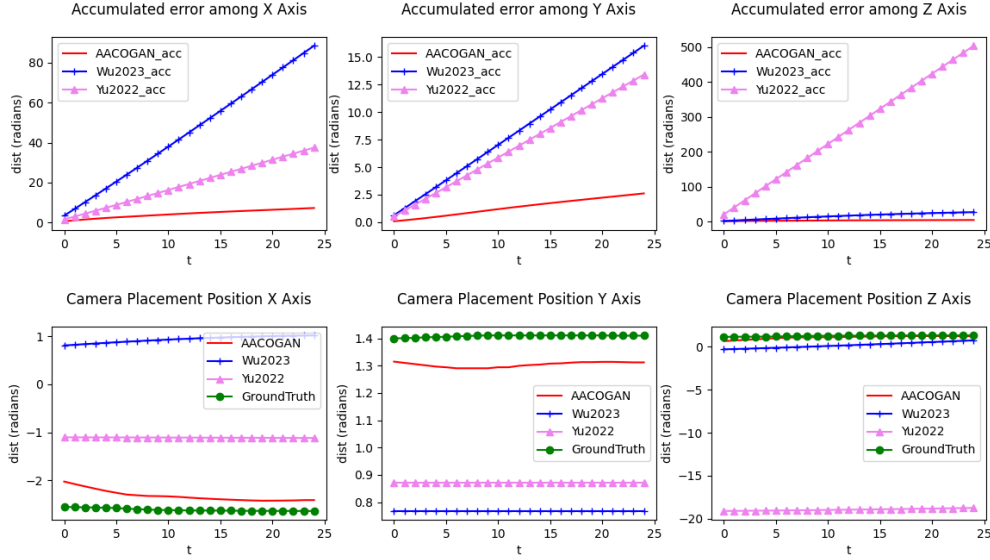 Accumulated error among X Axis
dist (radians)
80
60
40
20
0
AACOGAN_acc
Wu2023_acc
Yu2022_acc
0 5 10 15 20 25
t
Accumulated error among Y Axis
dist (radians)
15.0
12.5
10.0
7.5
5.0
2.5
0.0
AACOGAN_acc
Wu2023_acc
Yu2022_acc
0 5 10 15 20 25
t
Accumulated error among Z Axis
dist (radians)
500
400
300
200
100
0
AACOGAN_acc
Wu2023_acc
Yu2022_acc
0 5 10 15 20 25
t
Camera Placement Position X Axis
dist (radians)
1
0
−1
−2
AACOGAN
Wu2023
Yu2022
GroundTruth
0 5 10 15 20 25
t
Camera Placement Position Y Axis
dist (radians)
1.4
1.3
1.2
1.1
1.0
0.9
0.8
AACOGAN
Wu2023
Yu2022
GroundTruth
0 5 10 15 20 25
t
Camera Placement Position Z Axis
dist (radians)
0
−5
−10
−15
−20
AACOGAN
Wu2023
Yu2022
GroundTruth
0 5 10 15 20 25
t